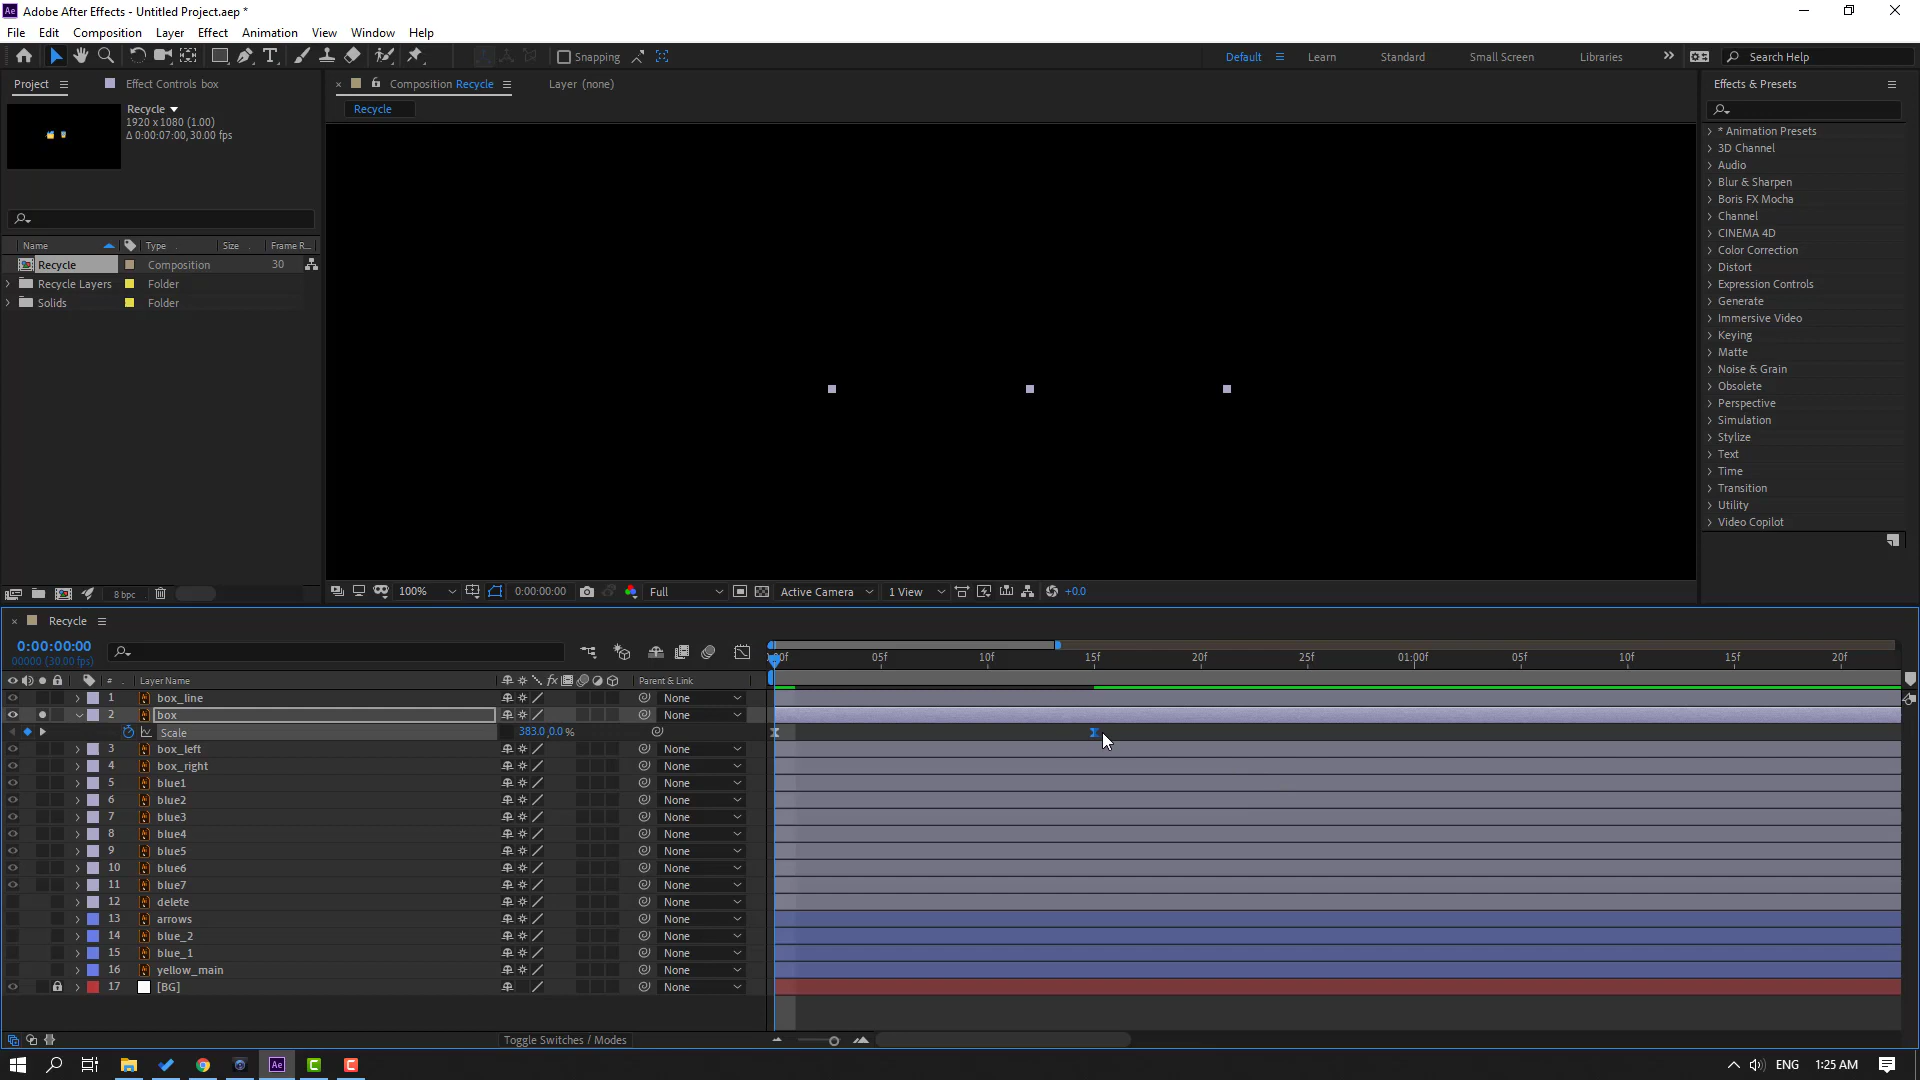 Adobe After Effects - Untitled Project.aep *
File Edit Composition Layer Effect Animation View Window Help
Snapping
Default Learn Standard Small Screen Libraries Search Help
Project Effect Controls box
Composition Recycle Layer (none)
Effects & Presets
Recycle
1920 x 1080 (1.00)
Δ 0:00:07:00, 30.00 fps
Recycle
Name Type Size Frame R...
Recycle Composition 30
Recycle Layers Folder
Solids Folder
* Animation Presets
3D Channel
Audio
Blur & Sharpen
Boris FX Mocha
Channel
CINEMA 4D
Color Correction
Distort
Expression Controls
Generate
Immersive Video
Keying
Matte
Noise & Grain
Obsolete
Perspective
Simulation
Stylize
Text
Time
Transition
Utility
Video Copilot
8 bpc
100% 0:00:00:00 Full Active Camera 1 View +0.0
Recycle
0:00:00:00
00000 (30.00 fps)
05f 10f 15f 20f 25f 01:00f 05f 10f 15f 20f
# Layer Name fx Parent & Link
1 box_line None
2 box None
Scale 383.0,0.0 %
3 box_left None
4 box_right None
5 blue1 None
6 blue2 None
7 blue3 None
8 blue4 None
9 blue5 None
10 blue6 None
11 blue7 None
12 delete None
13 arrows None
14 blue_2 None
15 blue_1 None
16 yellow_main None
17 [BG] None
Toggle Switches / Modes
Ae ENG 1:25 AM